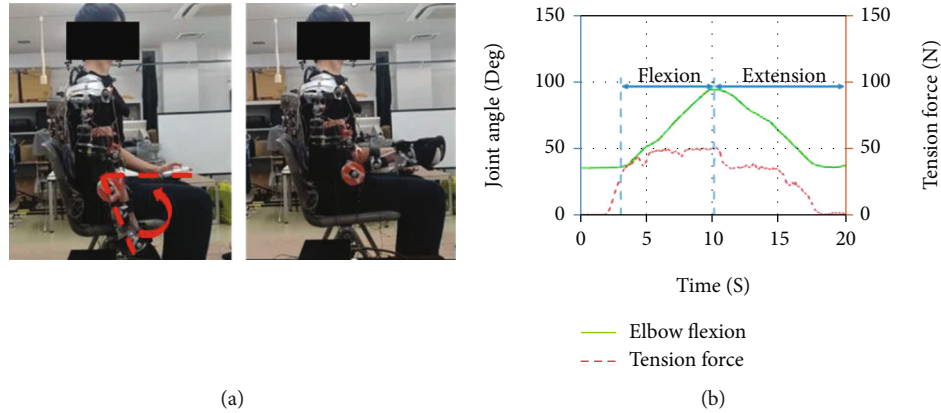 150
100
50
0
Joint angle (Deg)
Flexion
Extension
150
100
50
0
Tension force (N)
0
5
10
15
20
Time (S)
Elbow flexion
Tension force
(a)
(b)